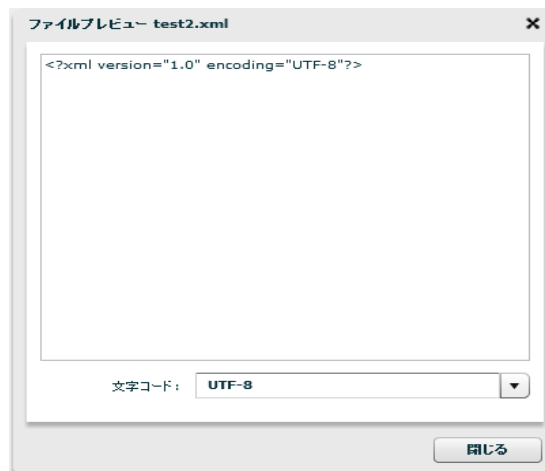 ファイルプレビュー test2.xml
<?xml version="1.0" encoding="UTF-8"?>
文字コード: UTF-8
閉じる